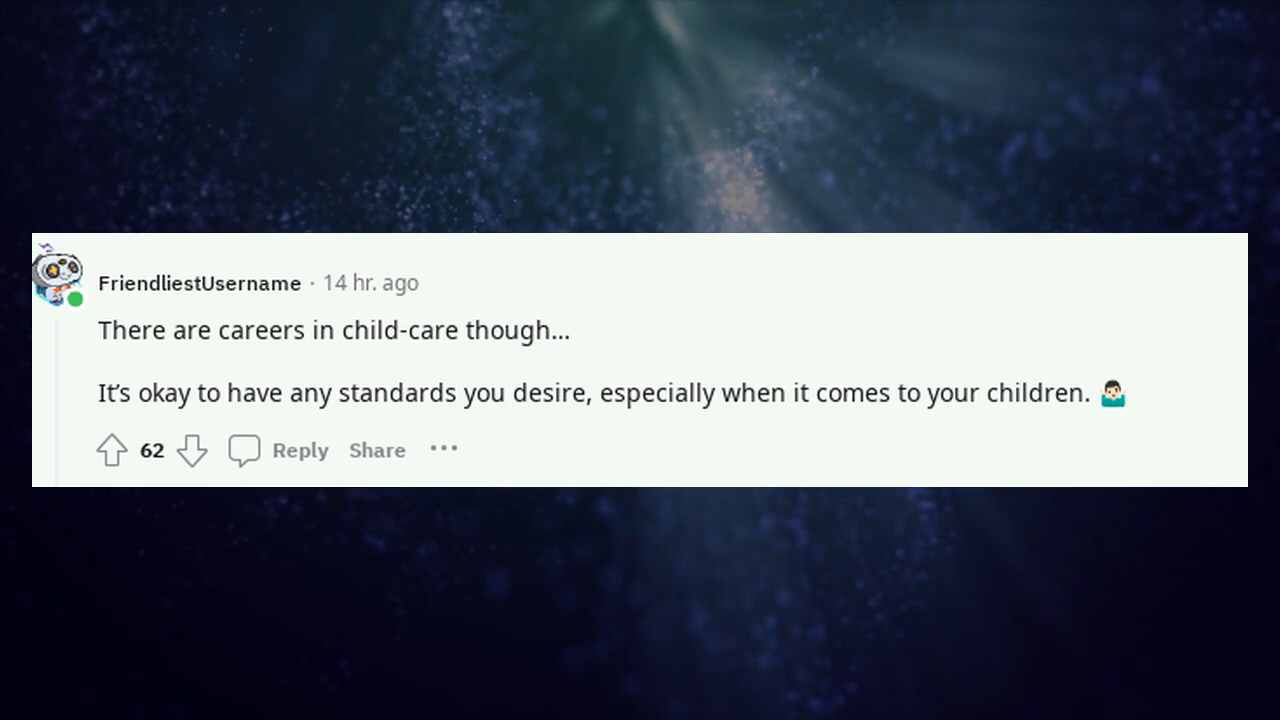 FriendliestUsername · 14 hr. ago
There are careers in child-care though...
It’s okay to have any standards you desire, especially when it comes to your children. 🤷🏻‍♂️
62 Reply Share ···